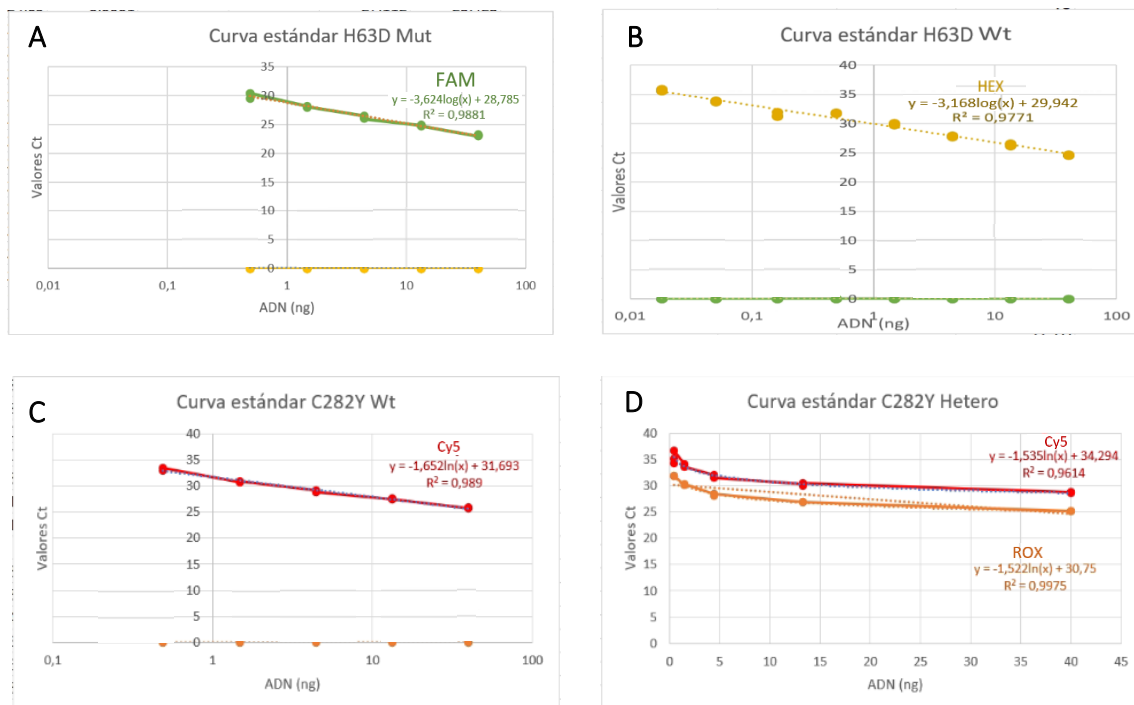 A
Curva estándar H63D Mut
35
30
25
20
15
10
5
0
FAM
y = -3,624log(x) + 28,785
R² = 0,9881
Valores Ct
0,01
0,1
1
10
100
ADN (ng)
B
Curva estándar H63D Wt
40
35
30
25
20
15
10
5
0
HEX
y = -3,168log(x) + 29,942
R² = 0,9771
Valores Ct
0,01
0,1
1
10
100
ADN (ng)
C
Curva estándar C282Y Wt
40
35
30
25
20
15
10
5
0
Cy5
y = -1,652ln(x) + 31,693
R² = 0,989
Valores Ct
0,1
1
10
100
ADN (ng)
D
Curva estándar C282Y Hetero
40
35
30
25
20
15
10
5
0
Cy5
y = -1,535ln(x) + 34,294
R² = 0,9614
ROX
y = -1,522ln(x) + 30,75
R² = 0,9975
Valores Ct
0
5
10
15
20
25
30
35
40
45
ADN (ng)